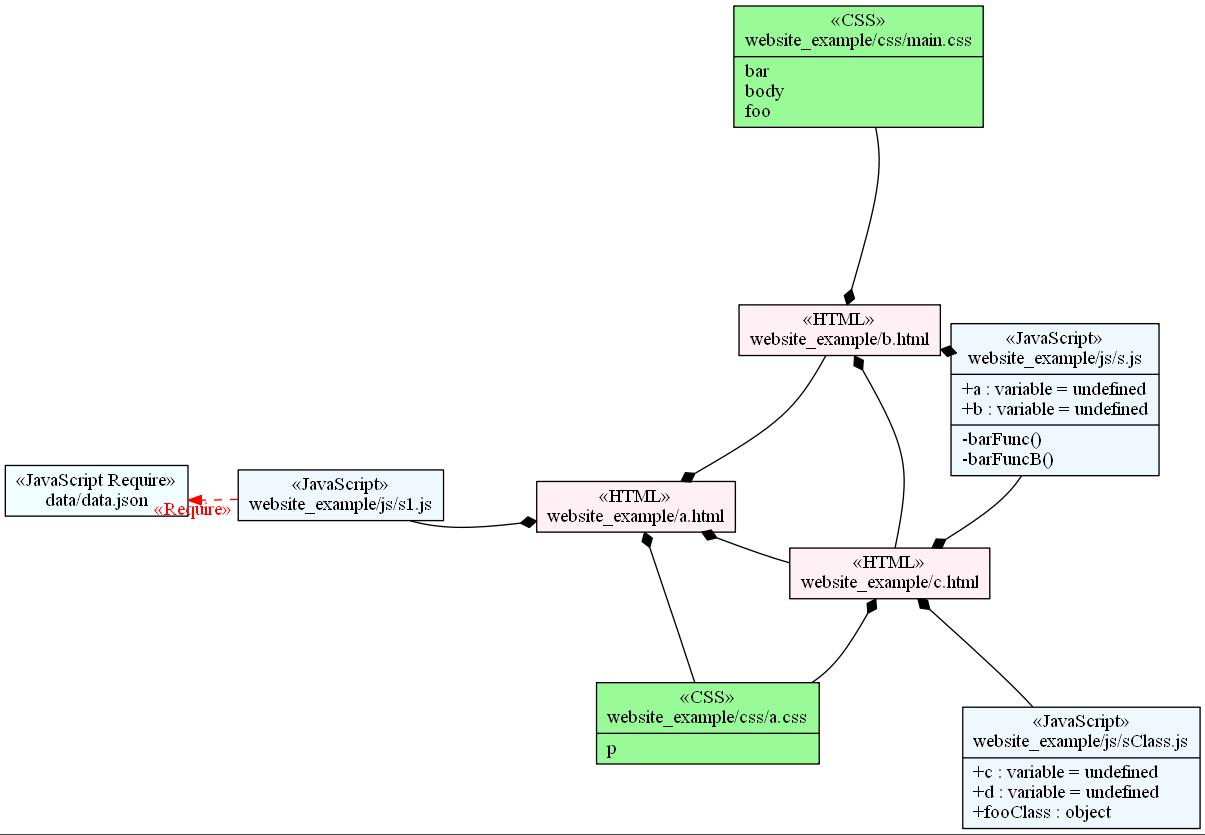 «CSS»
website_example/css/main.css
bar
body
foo
«HTML»
website_example/b.html
«JavaScript»
website_example/js/s.js
+a : variable = undefined
+b : variable = undefined
-barFunc()
-barFuncB()
«JavaScript Require»
data/data.json
«Require»
«JavaScript»
website_example/js/s1.js
«HTML»
website_example/a.html
«HTML»
website_example/c.html
«CSS»
website_example/css/a.css
p
«JavaScript»
website_example/js/sClass.js
+c : variable = undefined
+d : variable = undefined
+fooClass : object